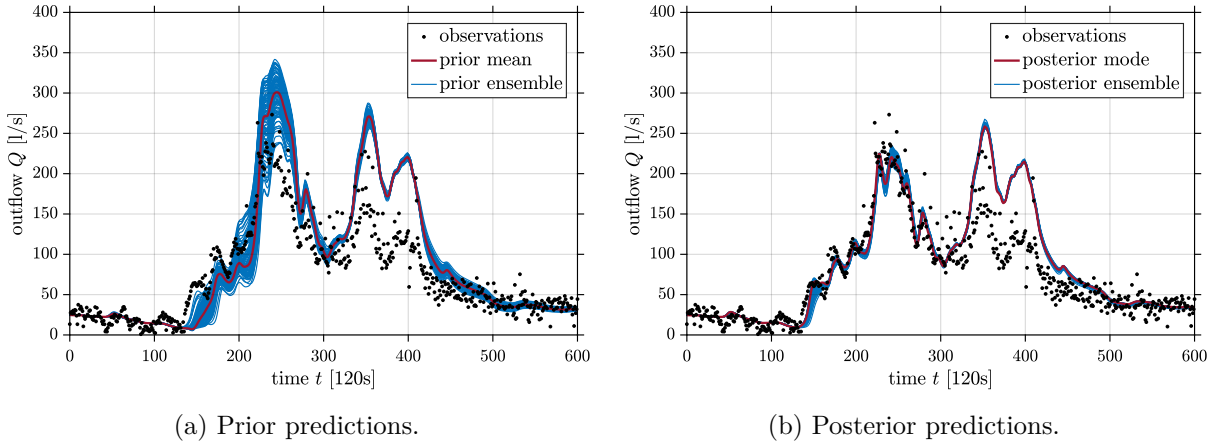 400
350
300
250
200
150
100
50
0
outflow Q [l/s]
0 100 200 300 400 500 600
time t [120s]
observations
prior mean
prior ensemble
(a) Prior predictions.
400
350
300
250
200
150
100
50
0
outflow Q [l/s]
0 100 200 300 400 500 600
time t [120s]
observations
posterior mode
posterior ensemble
(b) Posterior predictions.